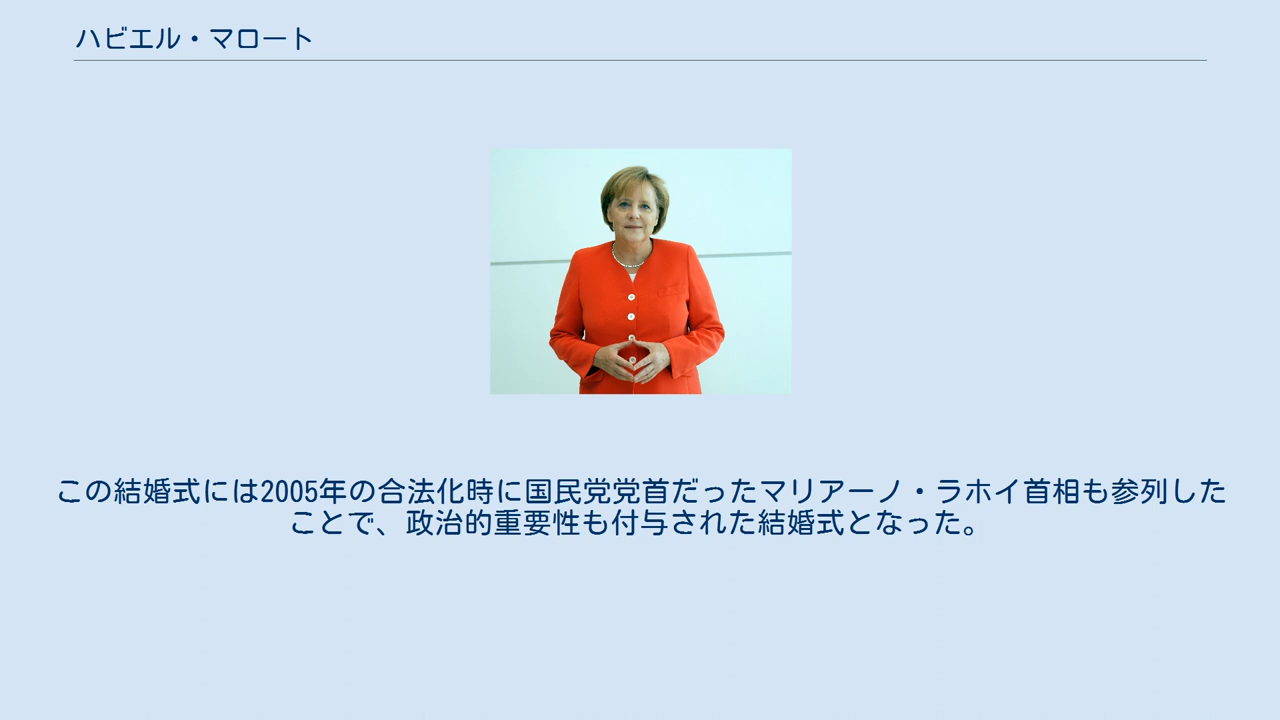 ハビエル・マロート
この結婚式には2005年の合法化時に国民党党首だったマリアーノ・ラホイ首相も参列した
ことで、政治的重要性も付与された結婚式となった。